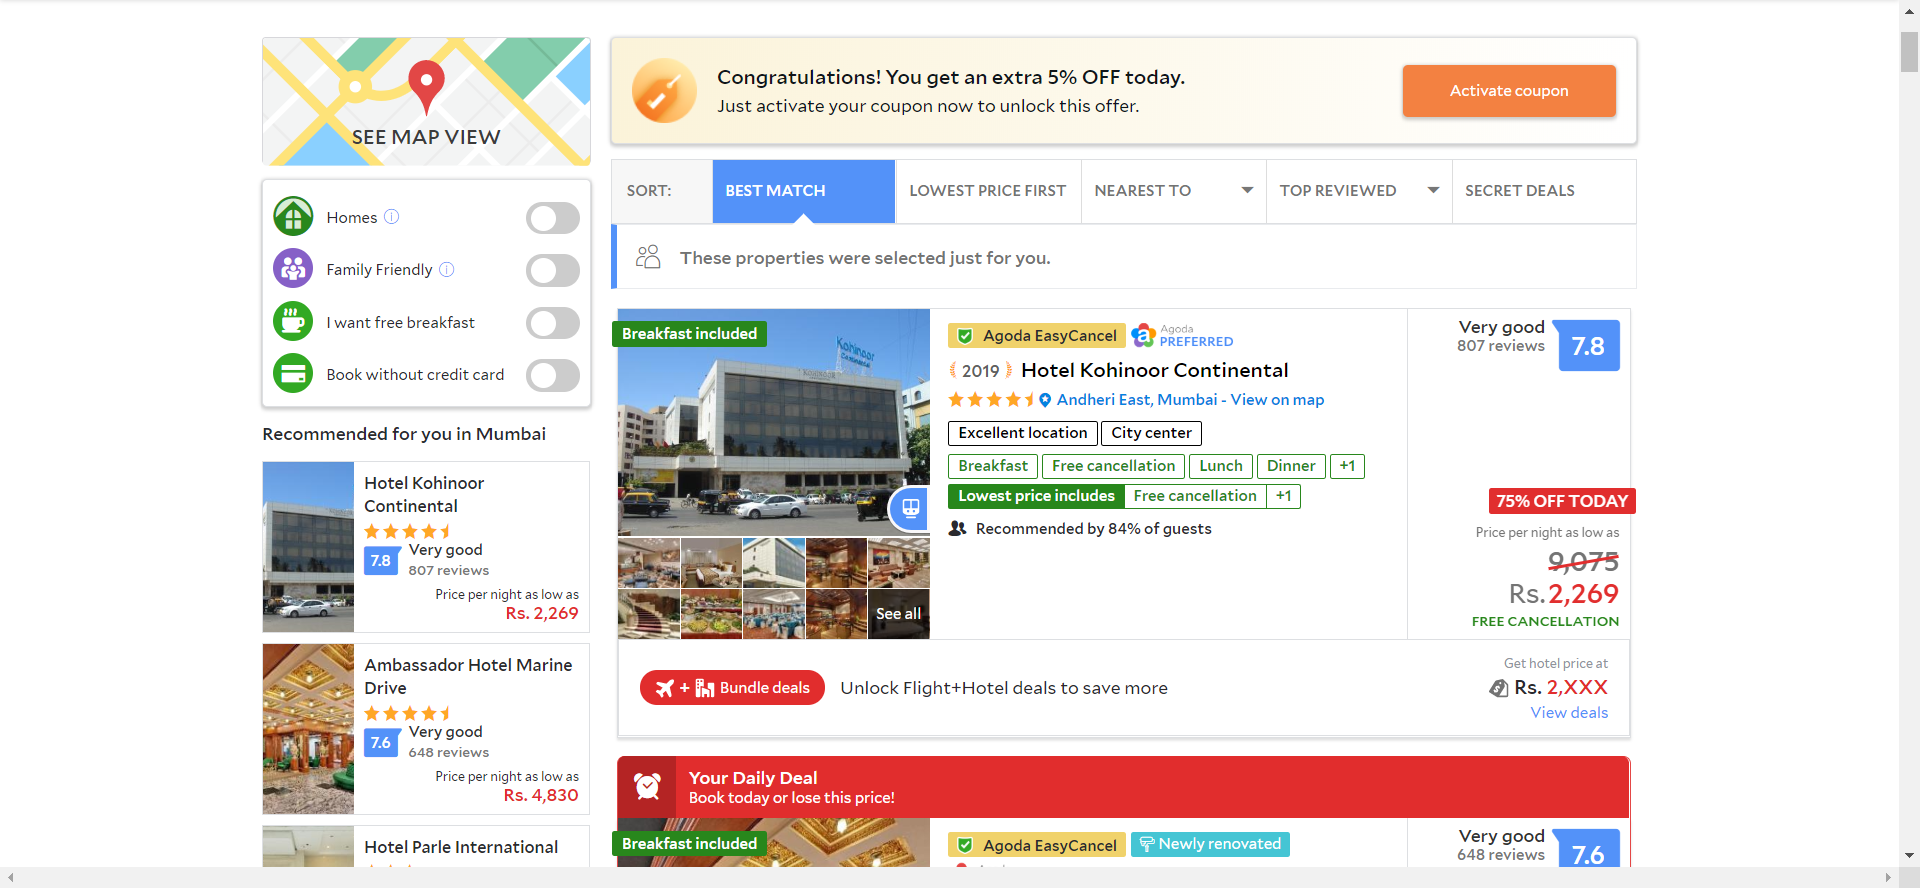 SEE MAP VIEW
Homes
Family Friendly
I want free breakfast
Book without credit card
Recommended for you in Mumbai
Hotel Kohinoor
Continental
7.8
Very good
807 reviews
Price per night as low as
Rs. 2,269
Ambassador Hotel Marine
Drive
7.6
Very good
648 reviews
Price per night as low as
Rs. 4,830
Hotel Parle International
Congratulations! You get an extra 5% OFF today.
Just activate your coupon now to unlock this offer.
Activate coupon
SORT: BEST MATCH LOWEST PRICE FIRST NEAREST TO TOP REVIEWED SECRET DEALS
These properties were selected just for you.
Breakfast included
Kohinoor
Continental
See all
Agoda EasyCancel
Agoda
PREFERRED
2019 Hotel Kohinoor Continental
Andheri East, Mumbai - View on map
Excellent location City center
Breakfast Free cancellation Lunch Dinner +1
Lowest price includes Free cancellation +1
Recommended by 84% of guests
Very good
807 reviews
7.8
75% OFF TODAY
Price per night as low as
9,075
Rs. 2,269
FREE CANCELLATION
+ Bundle deals Unlock Flight+Hotel deals to save more
Get hotel price at
Rs. 2,XXX
View deals
Your Daily Deal
Book today or lose this price!
Breakfast included
Agoda EasyCancel Newly renovated
Very good
648 reviews
7.6